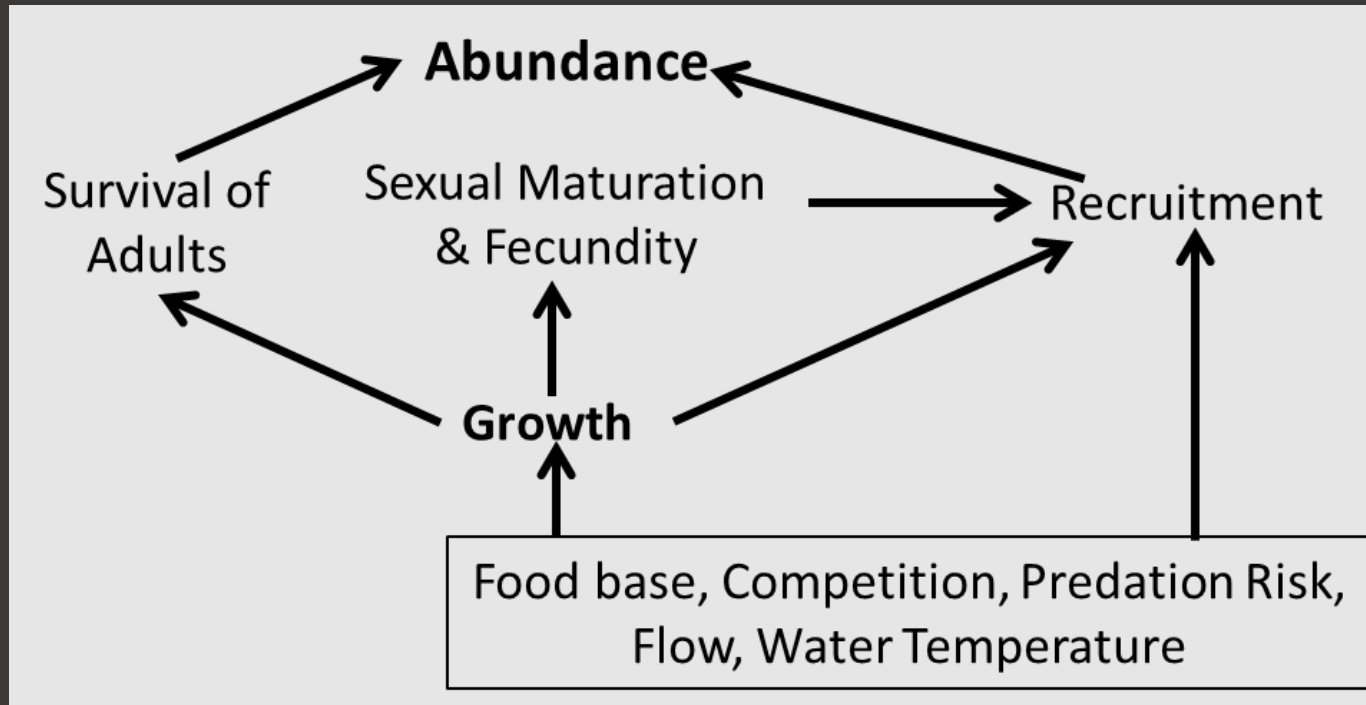 Abundance
Survival of
Adults
Sexual Maturation
& Fecundity
Recruitment
Growth
Food base, Competition, Predation Risk,
Flow, Water Temperature